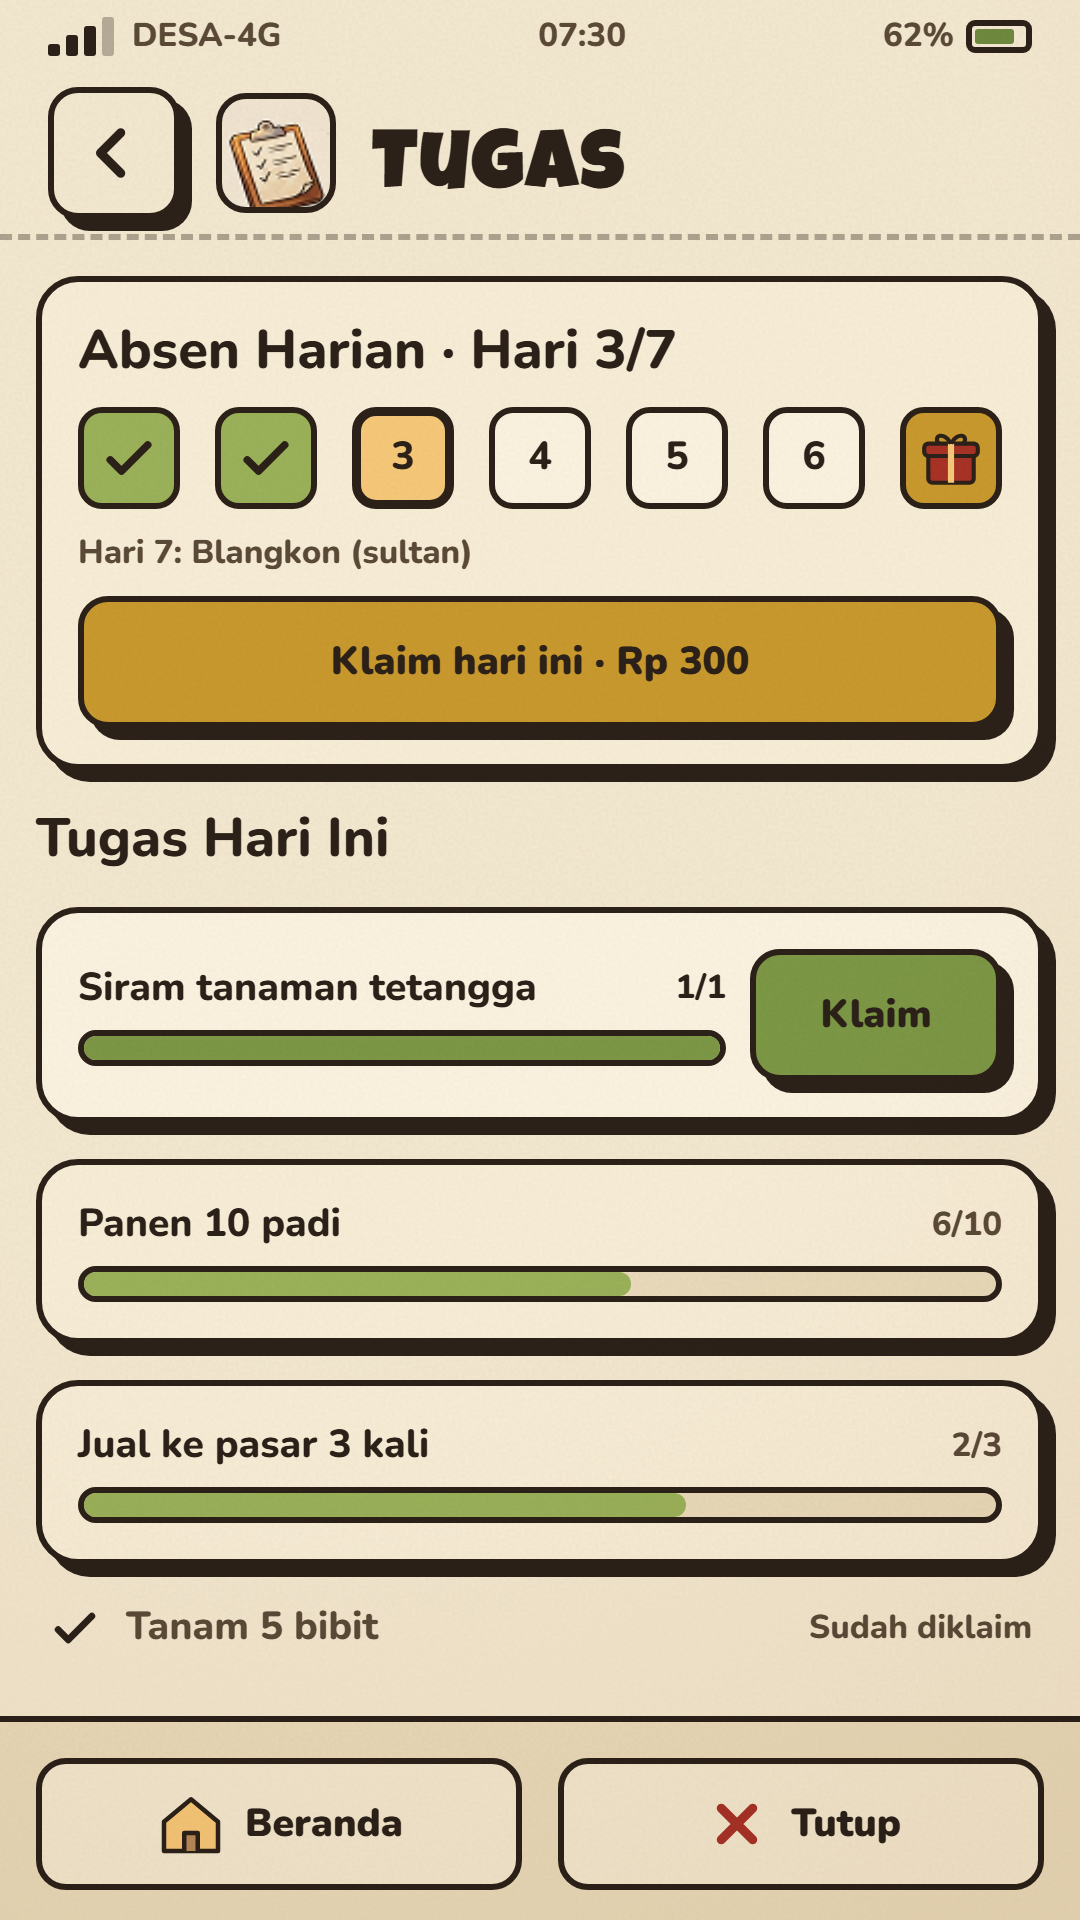 DESA-4G 07:30 62%
TUGAS
Absen Harian · Hari 3/7
3 4 5 6
Hari 7: Blangkon (sultan)
Klaim hari ini · Rp 300
Tugas Hari Ini
Siram tanaman tetangga 1/1
Klaim
Panen 10 padi 6/10
Jual ke pasar 3 kali 2/3
Tanam 5 bibit Sudah diklaim
Beranda Tutup